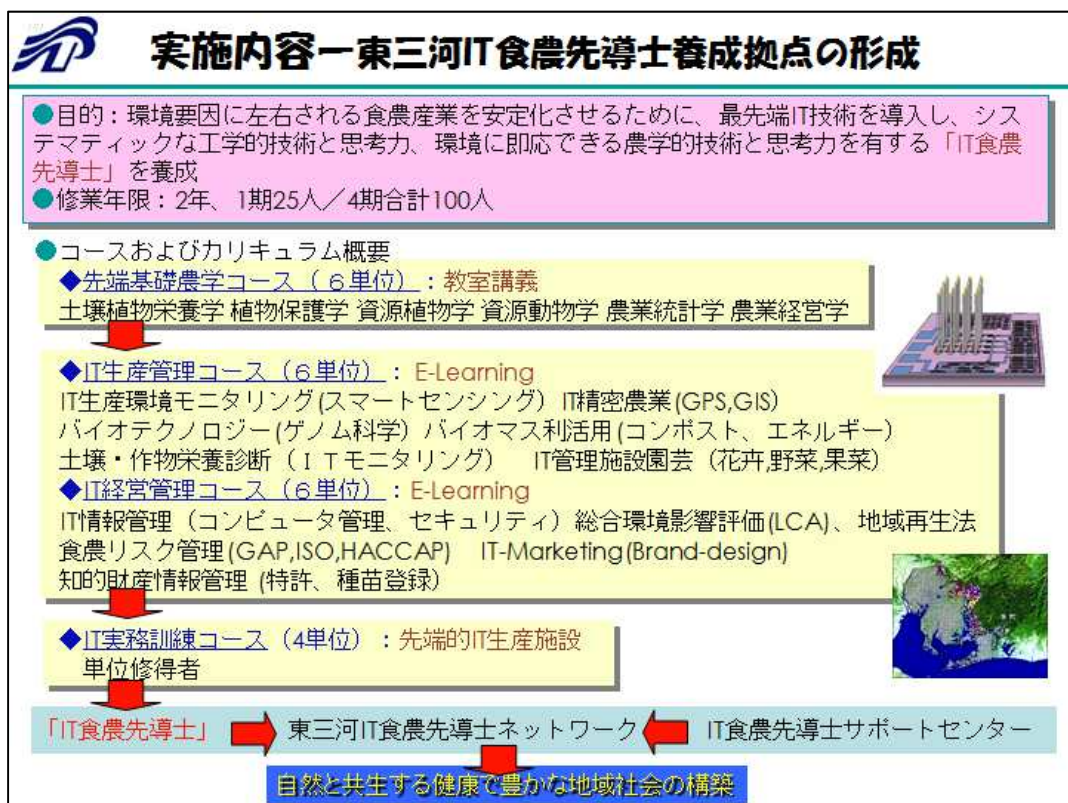 実施内容ー東三河IT食農先導士養成拠点の形成
●目的：環境要因に左右される食農産業を安定化させるために、最先端IT技術を導入し、シス
テマティックな工学的技術と思考力、環境に即応できる農学的技術と思考力を有する「IT食農
先導士」を養成
●修業年限：2年、1期25人／4期合計100人
●コースおよびカリキュラム概要
◆先端基礎農学コース（６単位）：教室講義
土壌植物栄養学 植物保護学 資源植物学 資源動物学 農業統計学 農業経営学
◆IT生産管理コース（６単位）：E-Learning
IT生産環境モニタリング(スマートセンシング） IT精密農業(GPS,GIS)
バイオテクノロジー(ゲノム科学） バイオマス利活用(コンポスト、エネルギー）
土壌・作物栄養診断（ＩＴモニタリング） IT管理施設園芸（花卉,野菜,果菜）
◆IT経営管理コース（６単位）：E-Learning
IT情報管理（コンピュータ管理、セキュリティ）総合環境影響評価(LCA)、地域再生法
食農リスク管理(GAP,ISO,HACCAP) IT-Marketing(Brand-design)
知的財産情報管理 (特許、種苗登録）
◆IT実務訓練コース（4単位）：先端的IT生産施設
単位修得者
「IT食農先導士」 東三河IT食農先導士ネットワーク IT食農先導士サポートセンター
自然と共生する健康で豊かな地域社会の構築